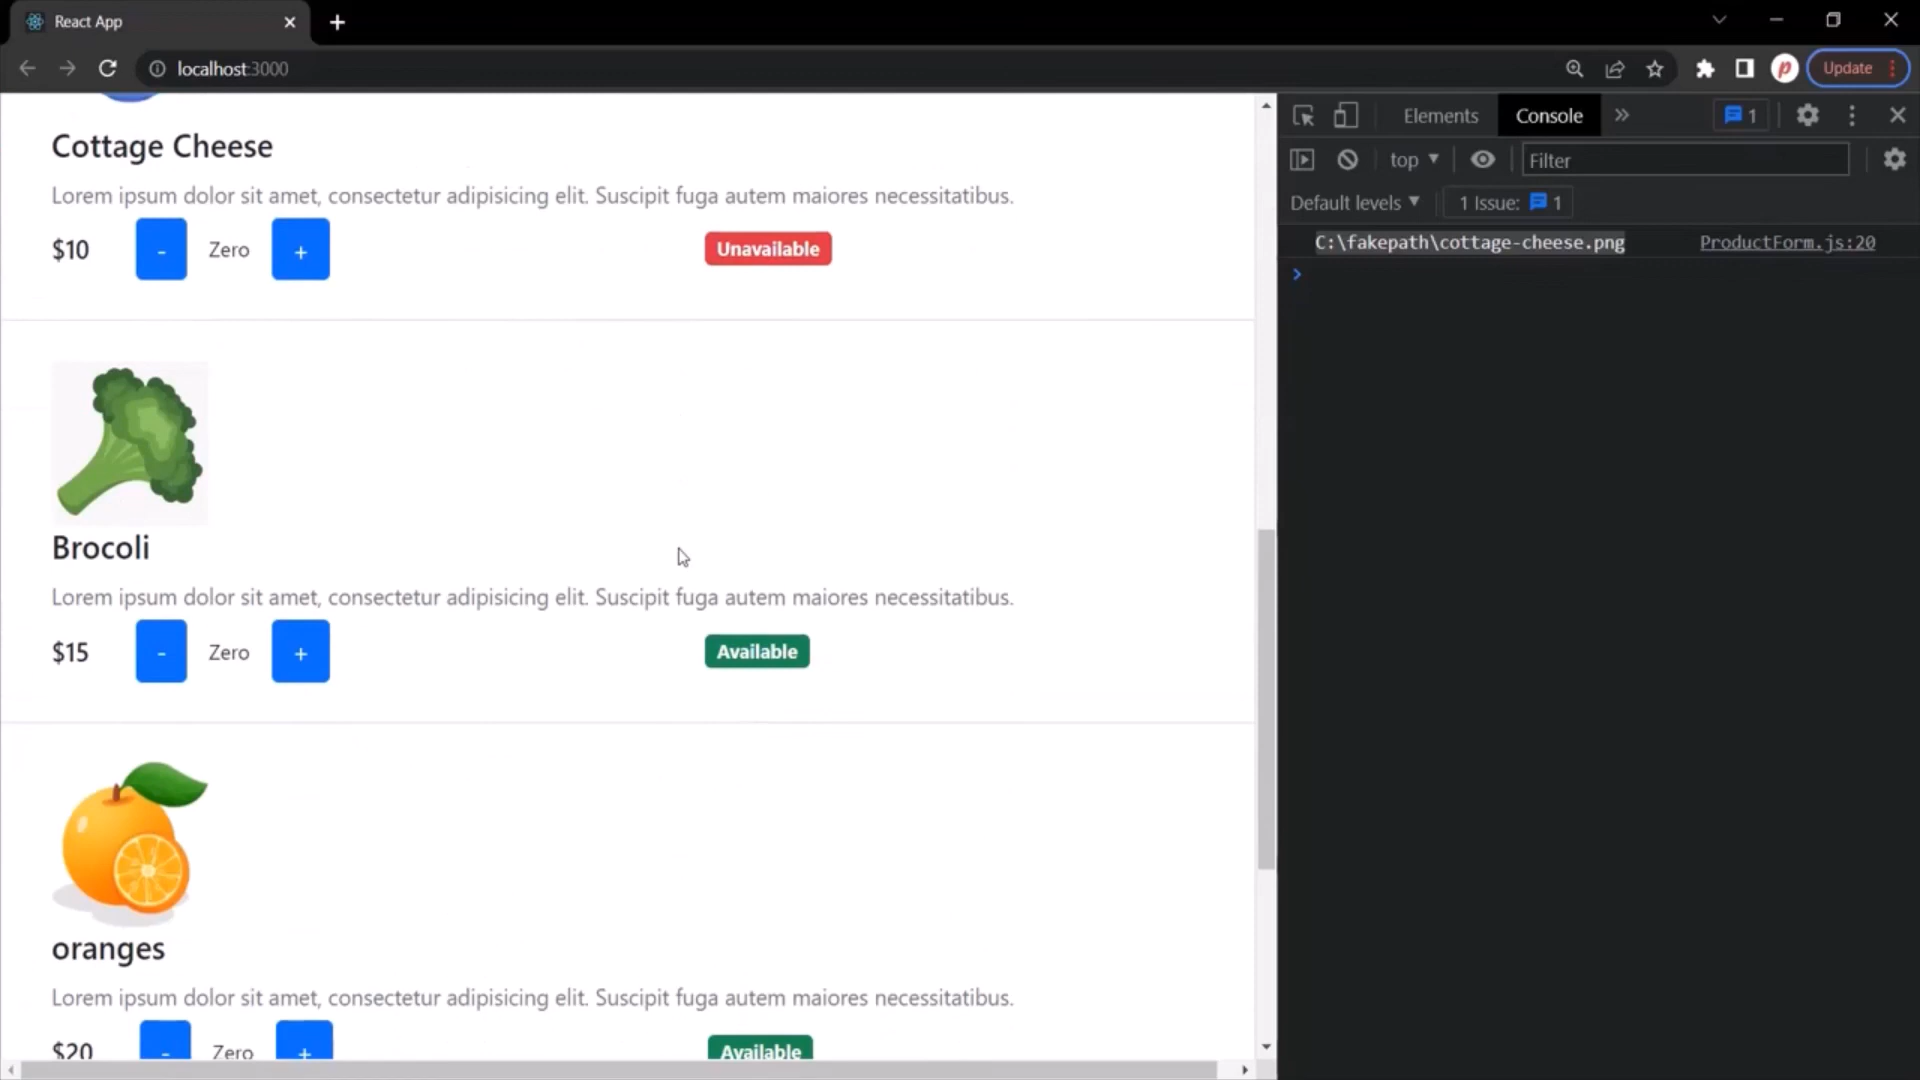 React App
localhost:3000
Update
Elements
Console
1
top
Filter
Default levels
1 Issue: 1
C:\fakepath\cottage-cheese.png
ProductForm.js:20
Cottage Cheese
Lorem ipsum dolor sit amet, consectetur adipisicing elit. Suscipit fuga autem maiores necessitatibus.
$10 - Zero + Unavailable
Brocoli
Lorem ipsum dolor sit amet, consectetur adipisicing elit. Suscipit fuga autem maiores necessitatibus.
$15 - Zero + Available
oranges
Lorem ipsum dolor sit amet, consectetur adipisicing elit. Suscipit fuga autem maiores necessitatibus.
$20 - Zero + Available